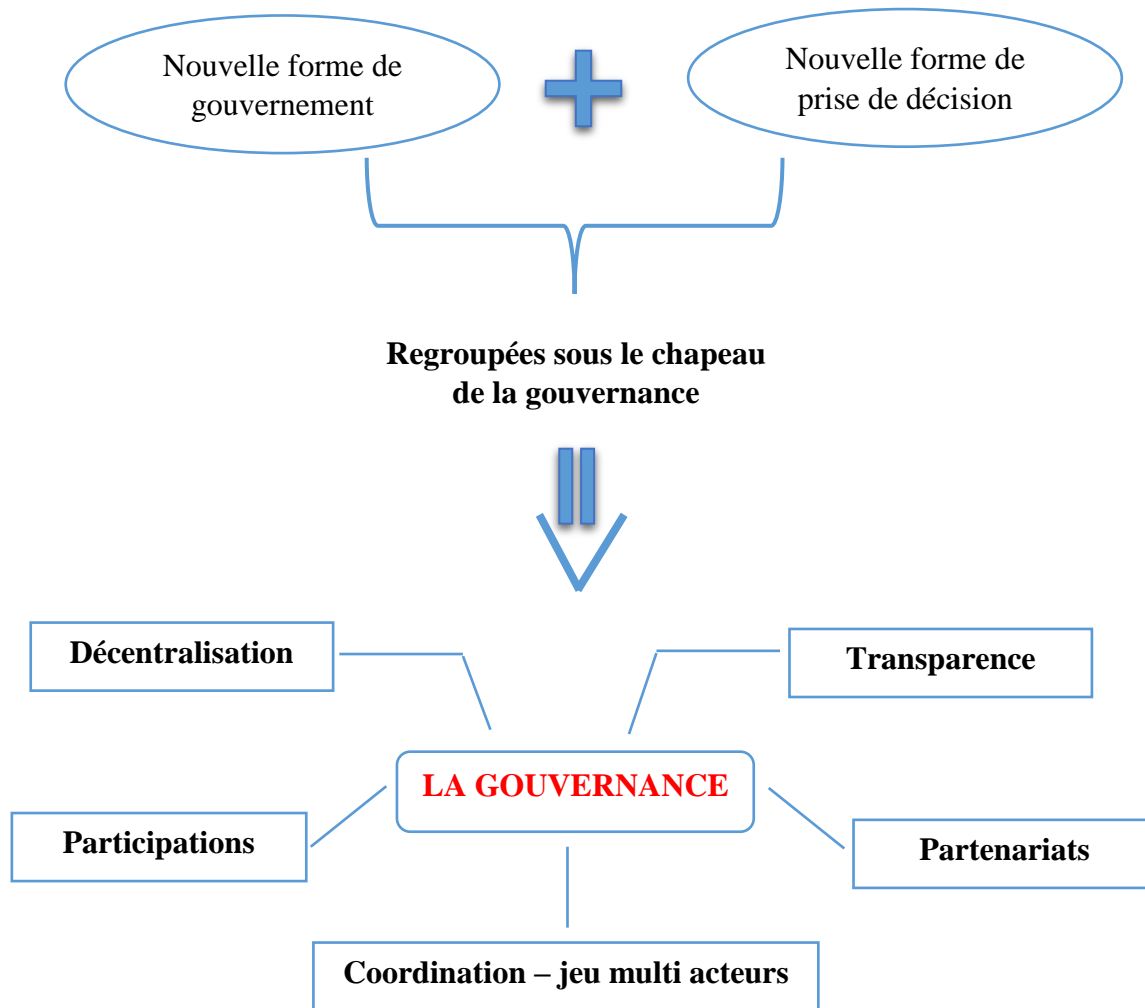 Nouvelle forme de
gouvernement
Nouvelle forme de
prise de décision
Regroupées sous le chapeau
de la gouvernance
Décentralisation
Transparence
LA GOUVERNANCE
Participations
Partenariats
Coordination – jeu multi acteurs